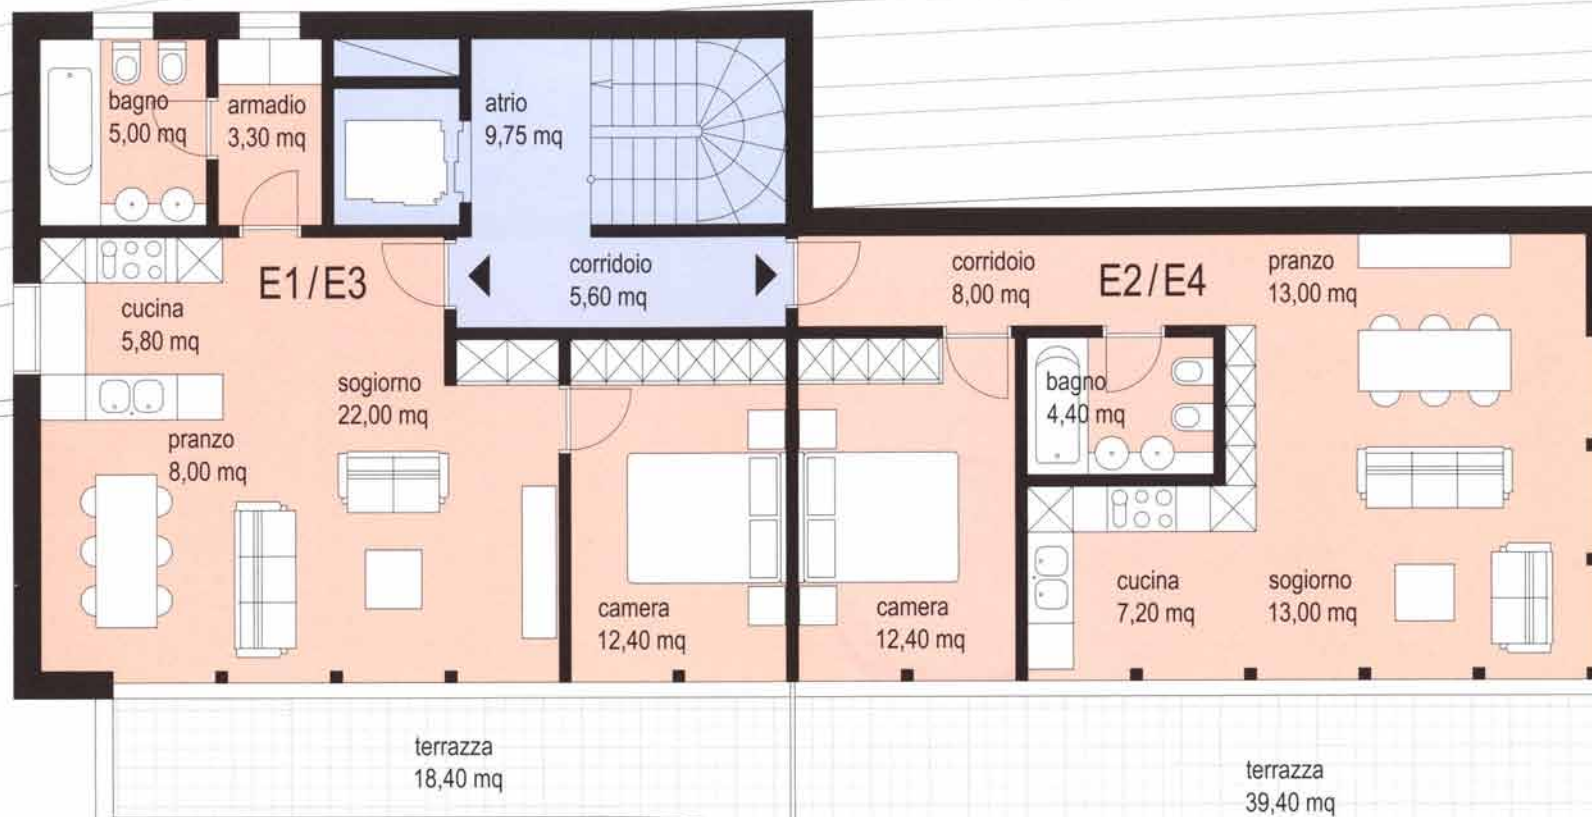 bagno
5,00 mq
armadio
3,30 mq
atrio
9,75 mq
E1/E3
cucina
5,80 mq
corridoio
5,60 mq
corridoio
8,00 mq
E2/E4
pranzo
13,00 mq
sogiorno
22,00 mq
bagno
4,40 mq
pranzo
8,00 mq
camera
12,40 mq
camera
12,40 mq
cucina
7,20 mq
sogiorno
13,00 mq
terrazza
18,40 mq
terrazza
39,40 mq